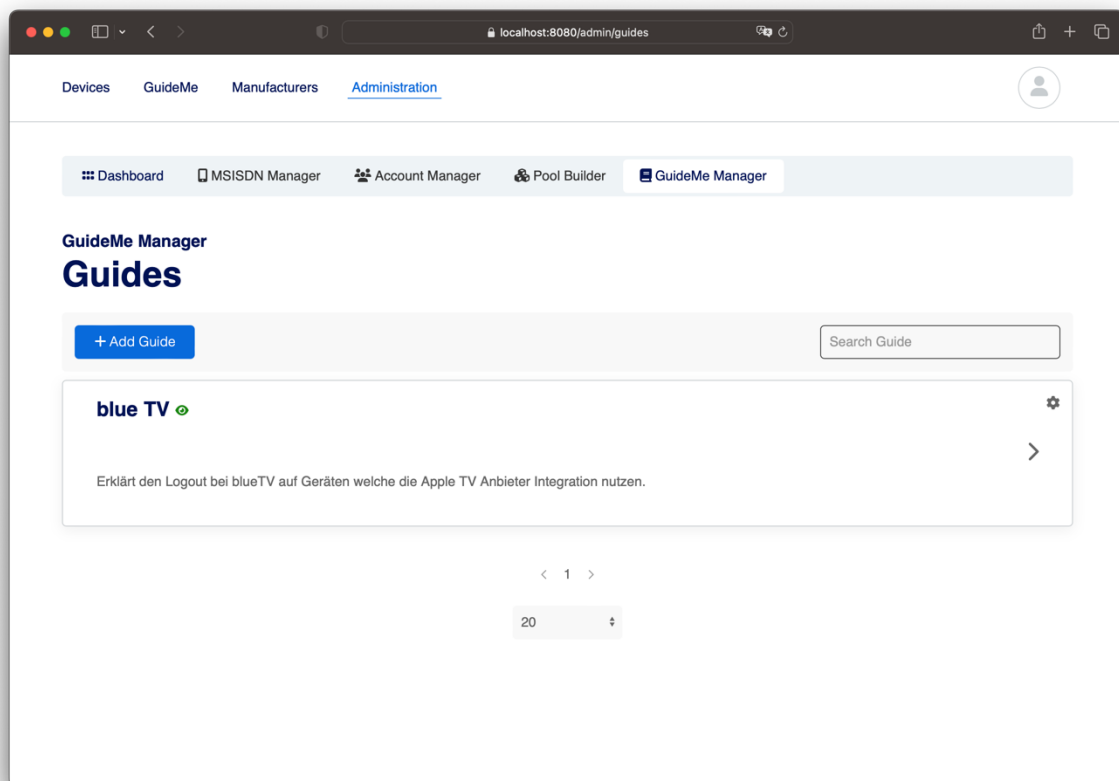 localhost:8080/admin/guides
Devices GuideMe Manufacturers Administration
Dashboard MSISDN Manager Account Manager Pool Builder GuideMe Manager
GuideMe Manager
Guides
+ Add Guide Search Guide
blue TV
Erklärt den Logout bei blueTV auf Geräten welche die Apple TV Anbieter Integration nutzen.
< 1 >
20